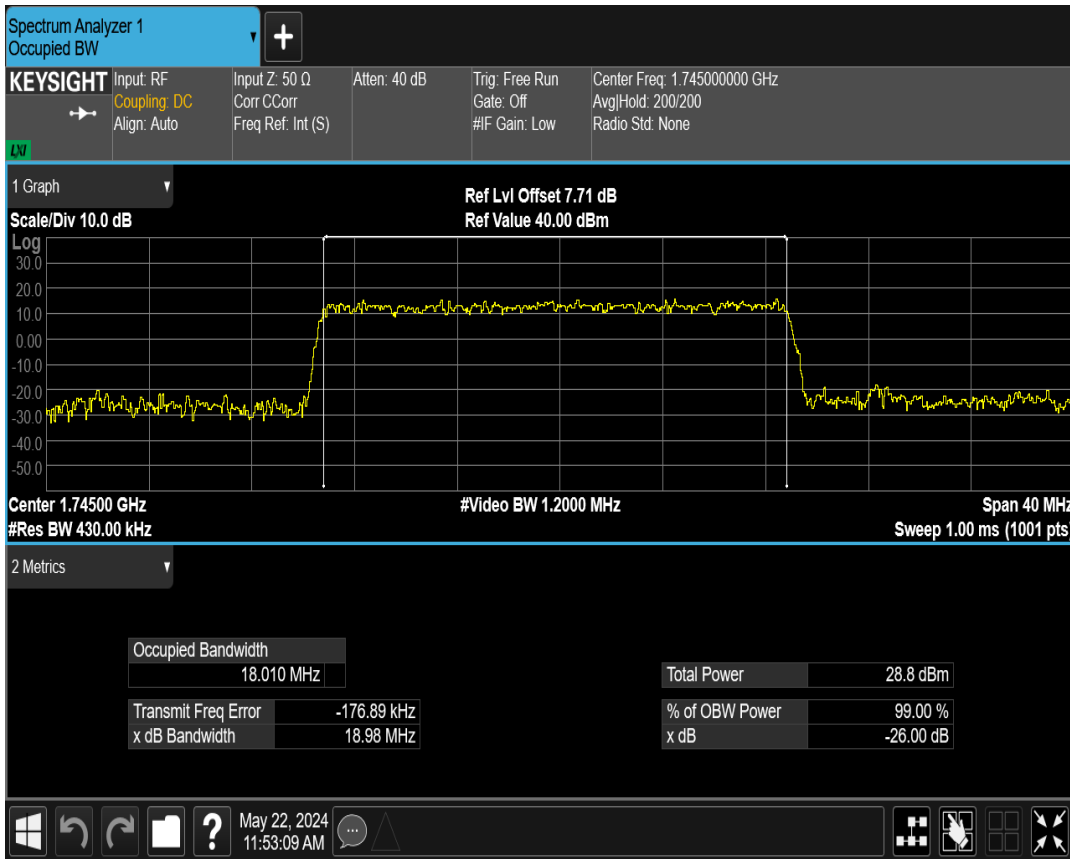 Spectrum Analyzer 1
Occupied BW
+
KEYSIGHT
LXI
Input: RF
Coupling: DC
Align: Auto
Input Z: 50 Ω
Corr CCorr
Freq Ref: Int (S)
Atten: 40 dB
Trig: Free Run
Gate: Off
#IF Gain: Low
Center Freq: 1.745000000 GHz
Avg|Hold: 200/200
Radio Std: None
1 Graph
Scale/Div 10.0 dB
Ref Lvl Offset 7.71 dB
Ref Value 40.00 dBm
Log
30.0
20.0
10.0
0.00
-10.0
-20.0
-30.0
-40.0
-50.0
Center 1.74500 GHz
#Video BW 1.2000 MHz
Span 40 MHz
#Res BW 430.00 kHz
Sweep 1.00 ms (1001 pts)
2 Metrics
Occupied Bandwidth
18.010 MHz
Transmit Freq Error -176.89 kHz
x dB Bandwidth 18.98 MHz
Total Power 28.8 dBm
% of OBW Power 99.00 %
x dB -26.00 dB
?
May 22, 2024
11:53:09 AM